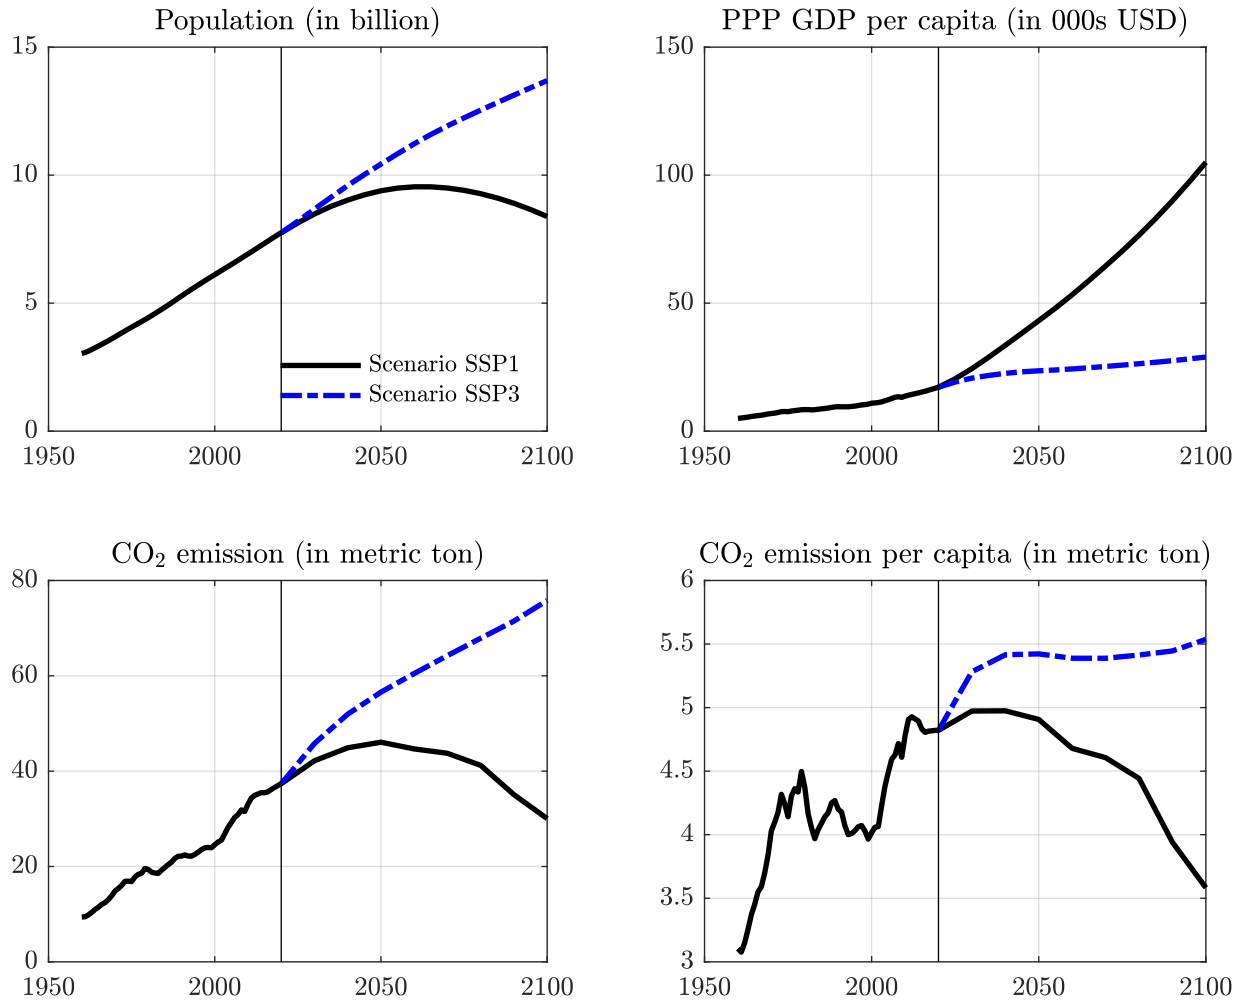 Population (in billion)
15
10
5
0
1950 2000 2050 2100
Scenario SSP1
Scenario SSP3
PPP GDP per capita (in 000s USD)
150
100
50
0
1950 2000 2050 2100
CO₂ emission (in metric ton)
80
60
40
20
0
1950 2000 2050 2100
CO₂ emission per capita (in metric ton)
6
5.5
5
4.5
4
3.5
3
1950 2000 2050 2100